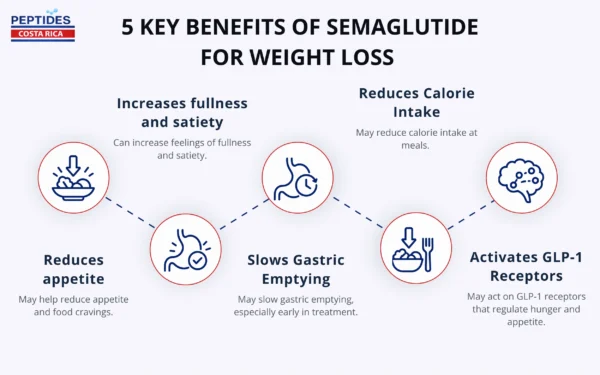 PEPTIDES
COSTA RICA
5 KEY BENEFITS OF SEMAGLUTIDE
FOR WEIGHT LOSS
Reduces
appetite
May help reduce appetite
and food cravings.
Increases fullness
and satiety
Can increase feelings of fullness
and satiety.
Slows Gastric
Emptying
May slow gastric emptying,
especially early in treatment.
Reduces Calorie
Intake
May reduce calorie intake at
meals.
Activates GLP-1
Receptors
May act on GLP-1 receptors
that regulate hunger and
appetite.